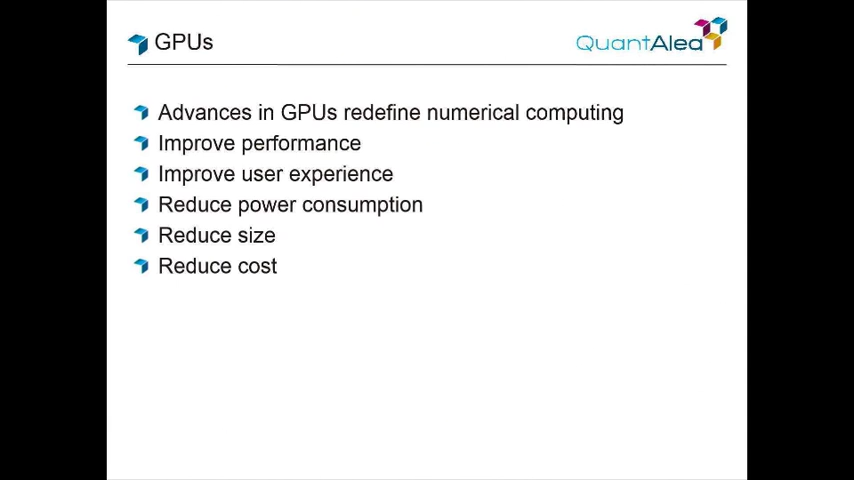 GPUs
QuantAlea
Advances in GPUs redefine numerical computing
Improve performance
Improve user experience
Reduce power consumption
Reduce size
Reduce cost